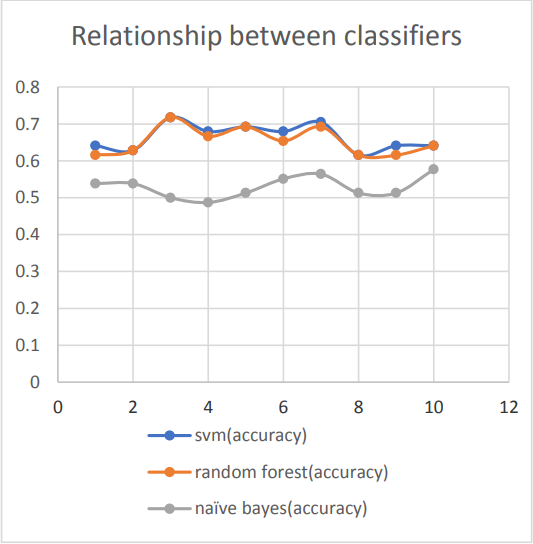 Relationship between classifiers
0.8
0.7
0.6
0.5
0.4
0.3
0.2
0.1
0
0 2 4 6 8 10 12
svm(accuracy)
random forest(accuracy)
naïve bayes(accuracy)